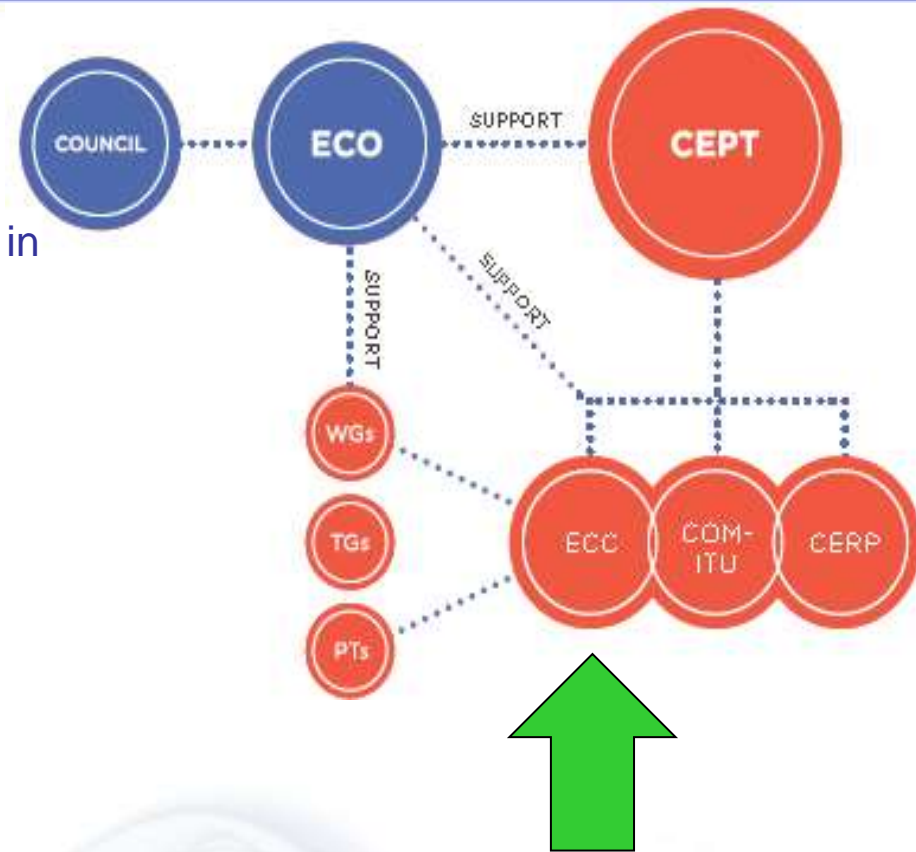 COUNCIL
ECO
SUPPORT
CEPT
in
SUPPORT
SUPPORT
WGs
TGs
PTs
ECC
COM-
ITU
CERP